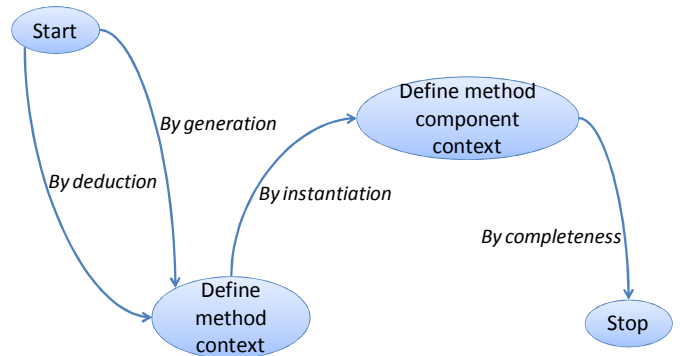 Start
By generation
By deduction
Define method
component
context
By instantiation
By completeness
Define
method
context
Stop